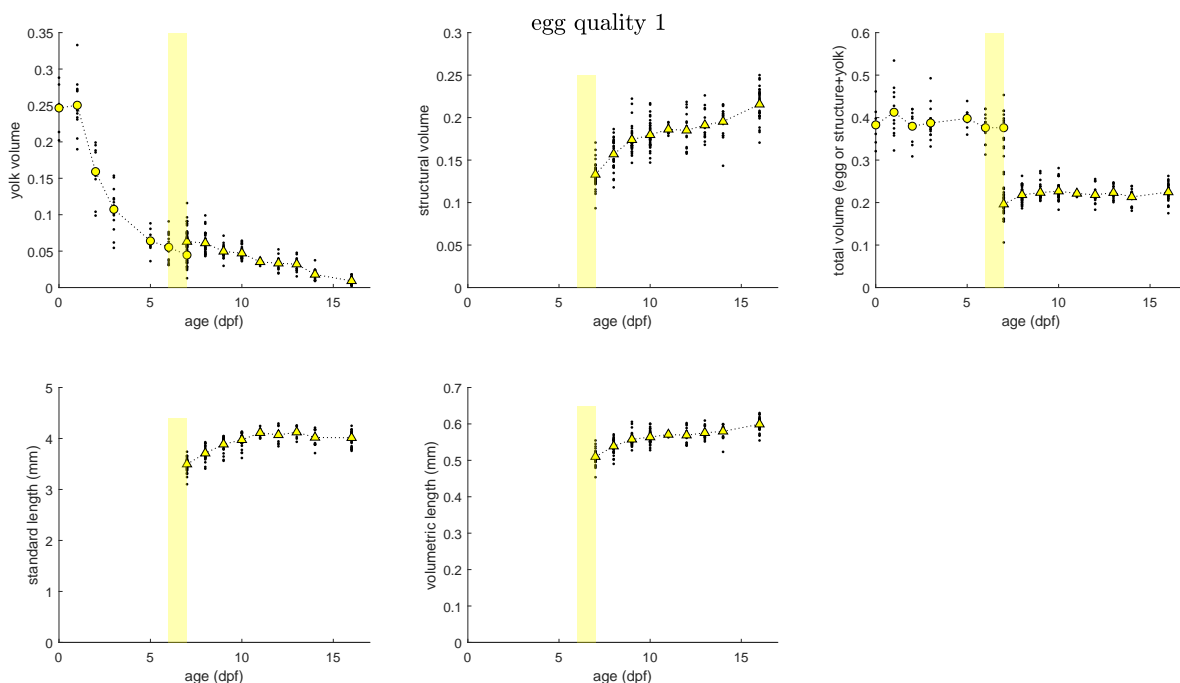 egg quality 1
0.35
0.3
0.25
0.2
0.15
0.1
0.05
0
yolk volume
0 5 10 15
age (dpf)
0.3
0.25
0.2
0.15
0.1
0.05
0
structural volume
0 5 10 15
age (dpf)
0.6
0.5
0.4
0.3
0.2
0.1
0
total volume (egg or structure+yolk)
0 5 10 15
age (dpf)
5
4
3
2
1
0
standard length (mm)
0 5 10 15
age (dpf)
0.7
0.6
0.5
0.4
0.3
0.2
0.1
0
volumetric length (mm)
0 5 10 15
age (dpf)